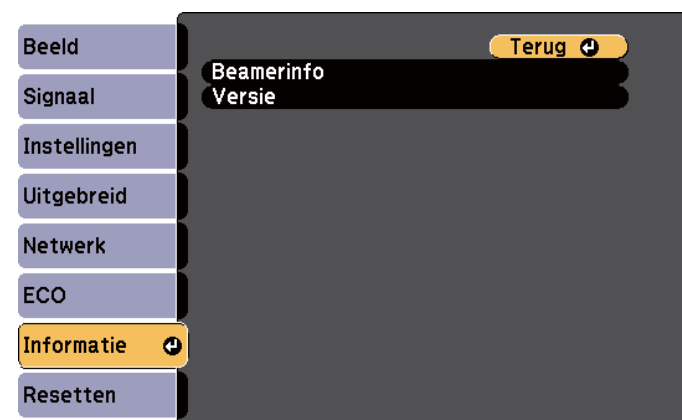 Beeld
Signaal
Instellingen
Uitgebreid
Netwerk
ECO
Informatie
Resetten
Terug
Beamerinfo
Versie